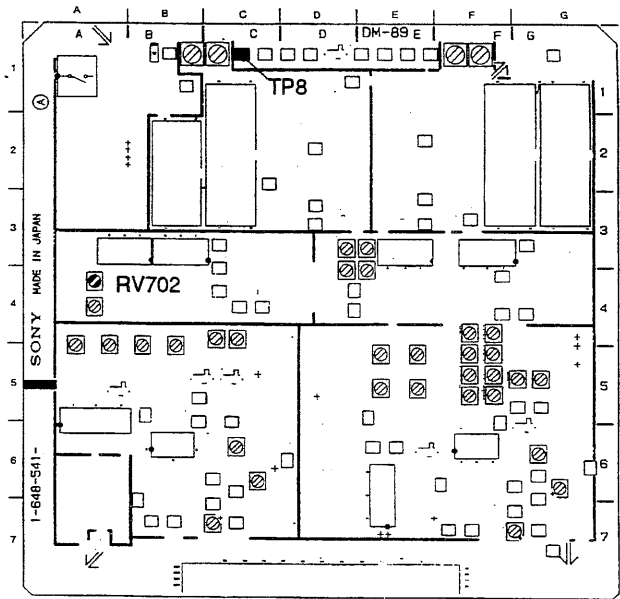 A B C D E F G
A B C D DM-89 E F G
1
TP8
A
1
2
2
3
3
RV702
4
4
SONY MADE IN JAPAN
5
5
6
6
1-648-541-
7
7